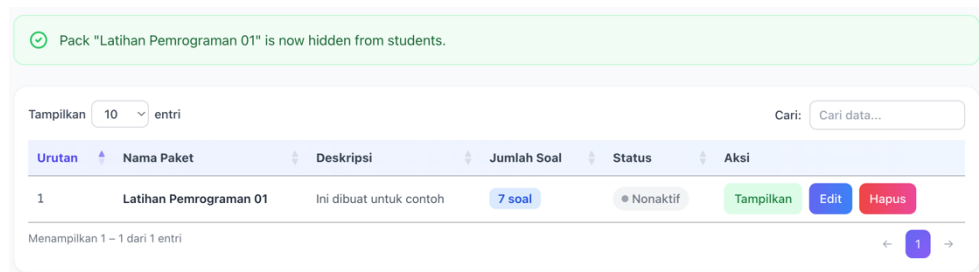 Pack "Latihan Pemrograman 01" is now hidden from students.
Tampilkan 10 entri Cari: Cari data...
Urutan Nama Paket Deskripsi Jumlah Soal Status Aksi
1 Latihan Pemrograman 01 Ini dibuat untuk contoh 7 soal Nonaktif Tampilkan Edit Hapus
Menampilkan 1 – 1 dari 1 entri ← 1 →